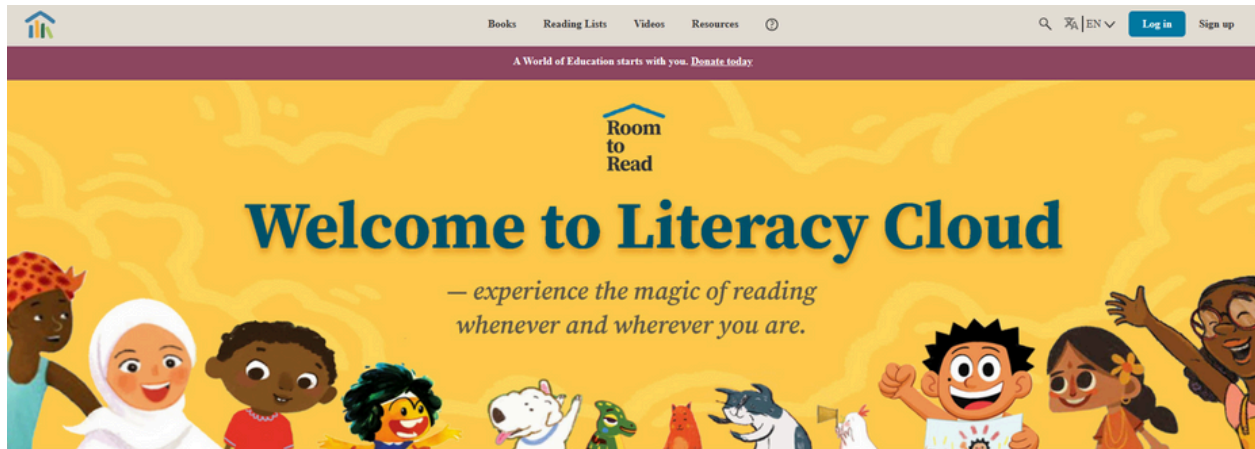 Books Reading Lists Videos Resources ? EN Log in Sign up
A World of Education starts with you. Donate today
Room
to
Read
Welcome to Literacy Cloud
— experience the magic of reading
whenever and wherever you are.